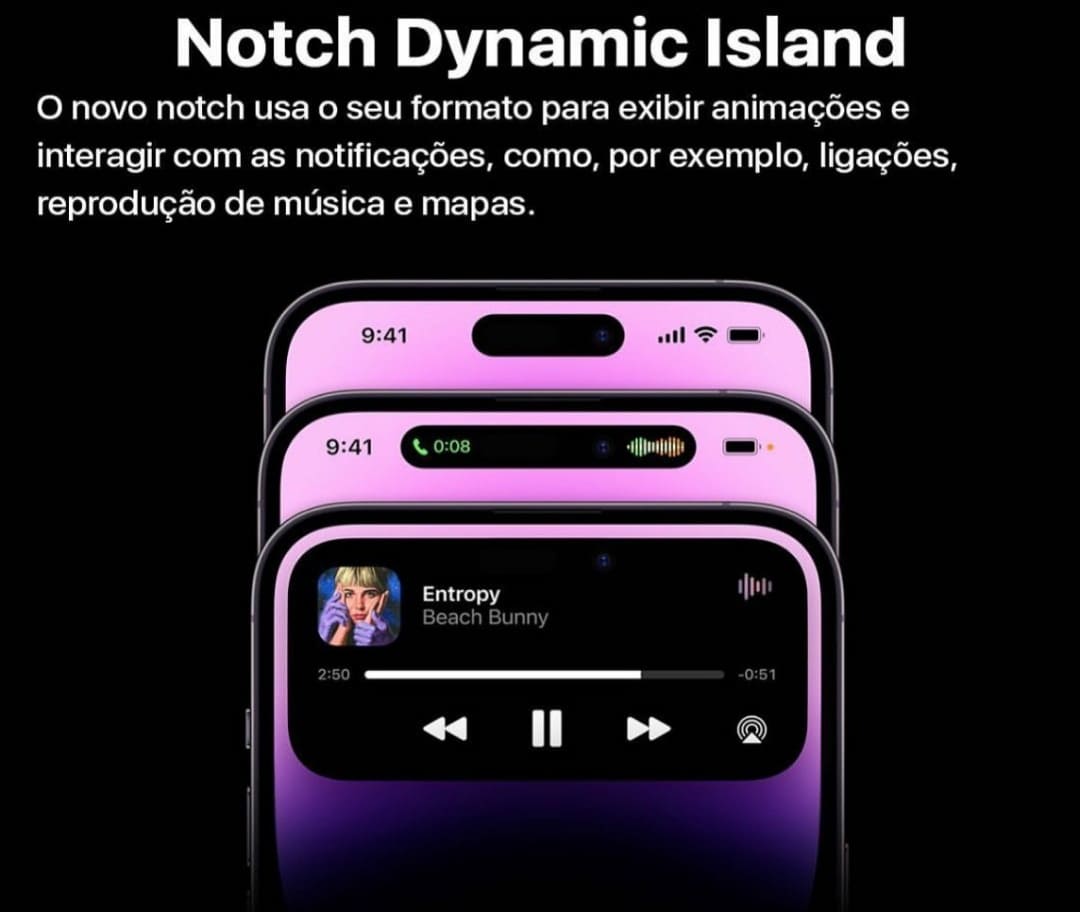 Notch Dynamic Island
O novo notch usa o seu formato para exibir animações e
interagir com as notificações, como, por exemplo, ligações,
reprodução de música e mapas.
9:41
9:41 0:08
Entropy
Beach Bunny
2:50 -0:51